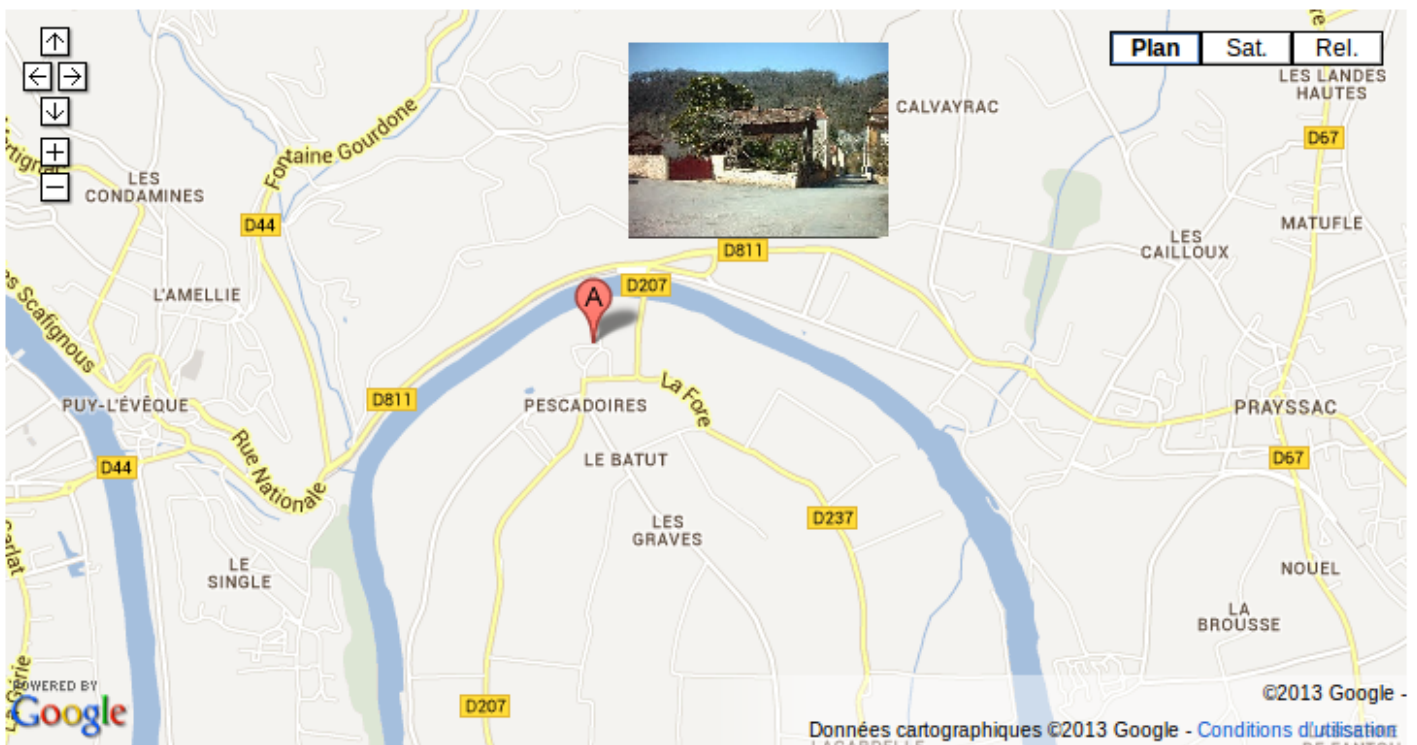 Plan
Sat.
Rel.
LES LANDES
HAUTES
CALVAYRAC
D67
Fontaine Gourdone
LES
CONDAMINES
D44
MATUFLE
LES
CAILLOUX
D811
D207
A
L'AMELLIE
Scafignous
D811
La Fore
PUY-L'ÉVÊQUE
PESCADOIRES
PRAYSSAC
Rue Nationale
LE BATUT
D44
D67
D237
LES
GRAVES
LE
SINGLE
NOUEL
LA
BROUSSE
POWERED BY
Google
D207
©2013 Google -
Données cartographiques ©2013 Google - Conditions d'utilisation